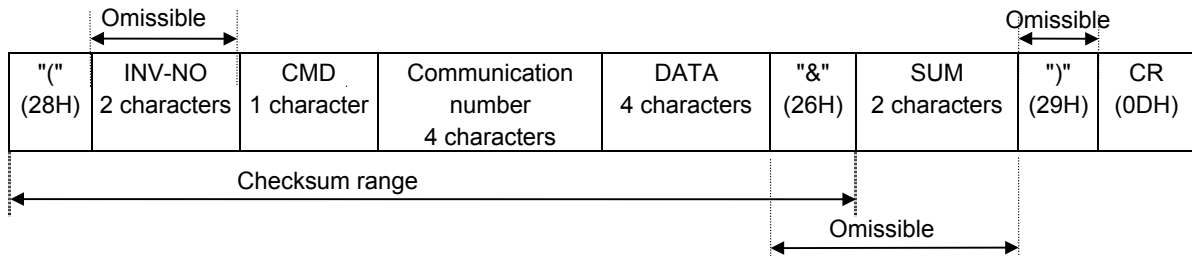 Omissible Omissible
"(" INV-NO CMD Communication DATA "&" SUM ")" CR
(28H) 2 characters 1 character number 4 characters (26H) 2 characters (29H) (0DH)
4 characters
Checksum range
Omissible